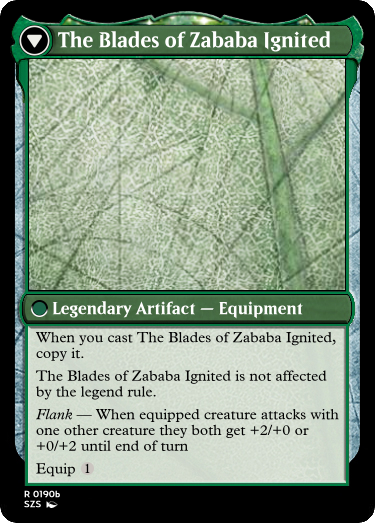 The Blades of Zababa Ignited
Legendary Artifact — Equipment
When you cast The Blades of Zababa Ignited,
copy it.
The Blades of Zababa Ignited is not affected
by the legend rule.
Flank — When equipped creature attacks with
one other creature they both get +2/+0 or
+0/+2 until end of turn
Equip 1
R 0190b
SZS